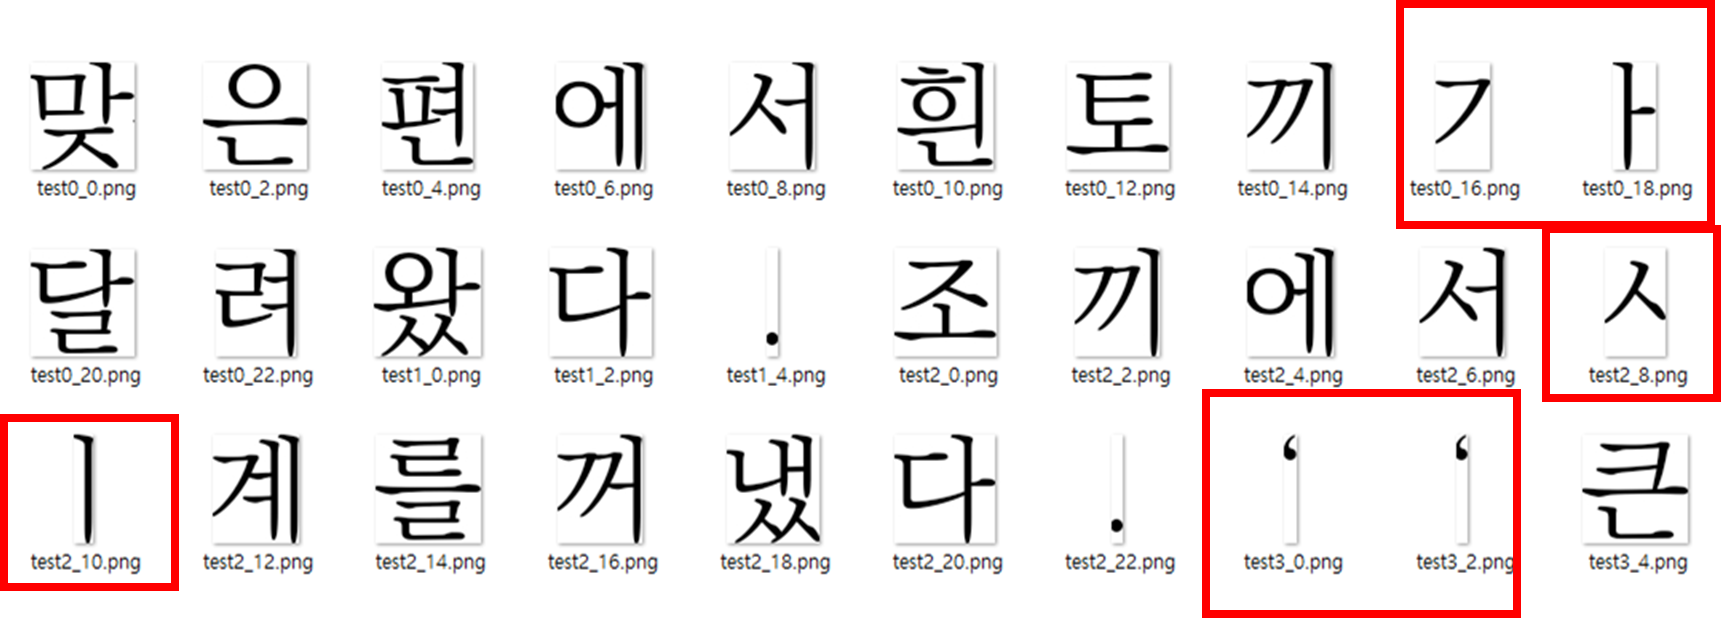 맞 은 편 에 서 흰 토 끼 ㄱ ㅏ
test0_0.png test0_2.png test0_4.png test0_6.png test0_8.png test0_10.png test0_12.png test0_14.png test0_16.png test0_18.png
달 려 왔 다 . 조 끼 에 서 ㅅ
test0_20.png test0_22.png test1_0.png test1_2.png test1_4.png test2_0.png test2_2.png test2_4.png test2_6.png test2_8.png
ㅣ 계 를 꺼 냈 다 . ‘ ‘ 큰
test2_10.png test2_12.png test2_14.png test2_16.png test2_18.png test2_20.png test2_22.png test3_0.png test3_2.png test3_4.png